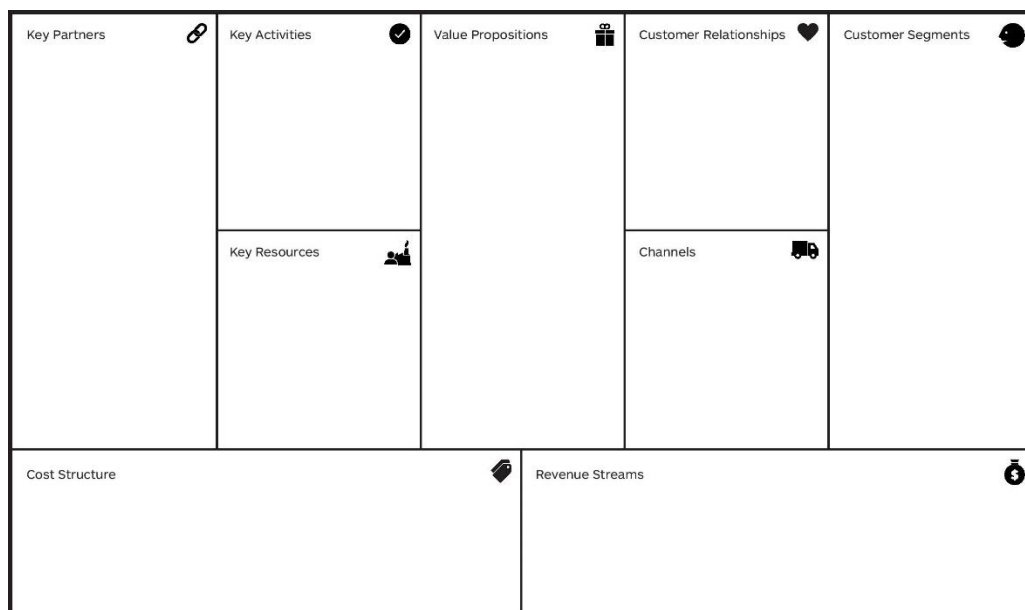 Key Partners
Key Activities
Value Propositions
Customer Relationships
Customer Segments
Key Resources
Channels
Cost Structure
Revenue Streams
$